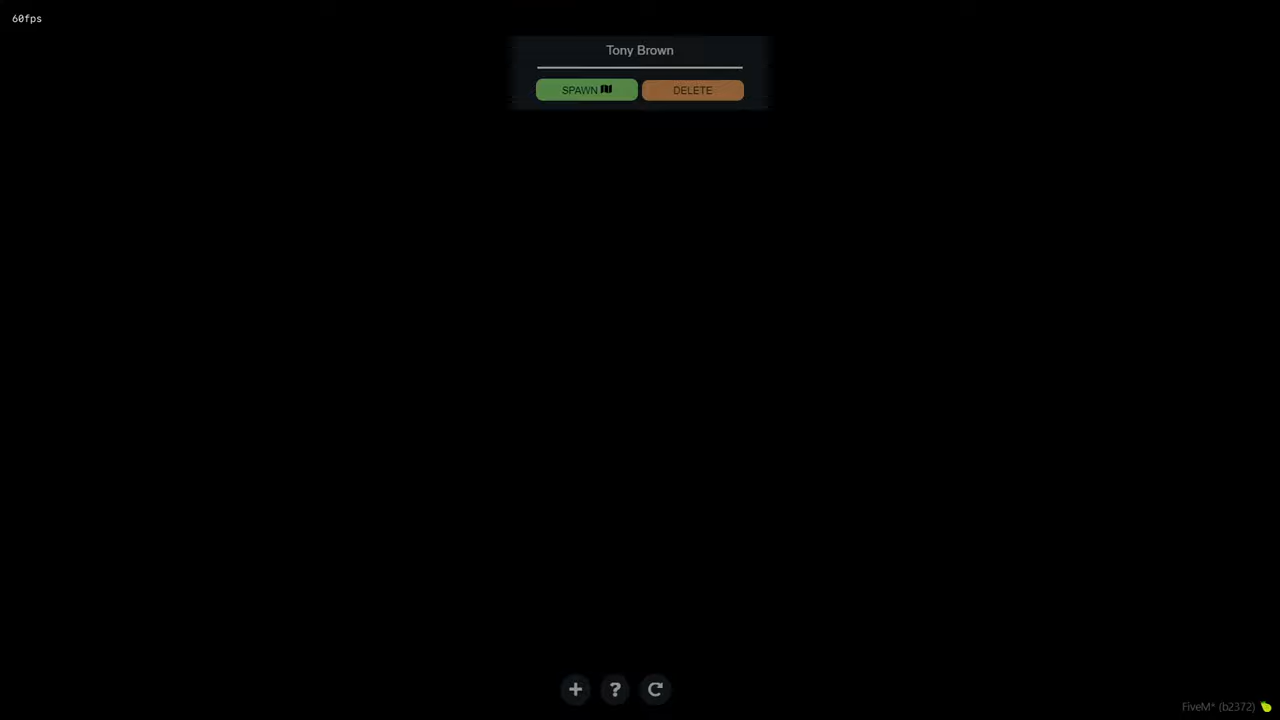 60fps
Tony Brown
SPAWN
DELETE
+ ?
FiveM* (b2372)